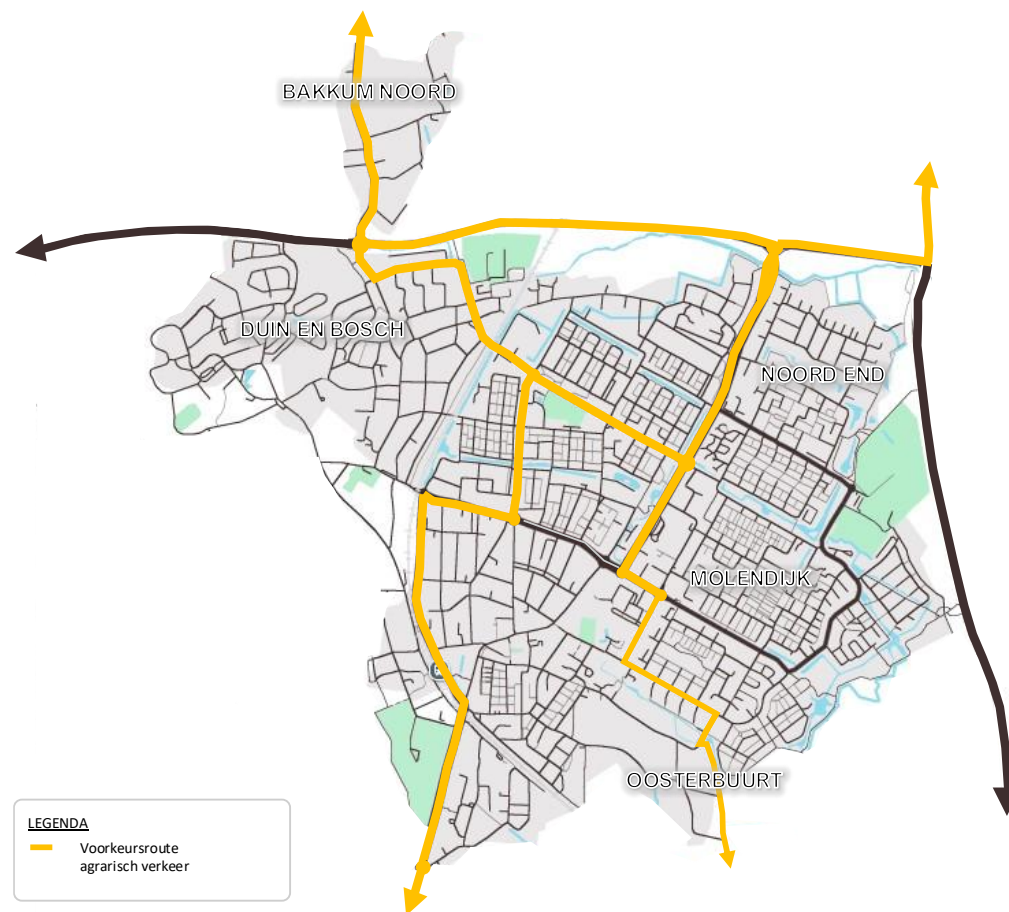 BAKKUM NOORD
DUIN EN BOSCH
NOORD END
MOLENDIJK
OOSTERBUURT
LEGENDA
Voorkeursroute
agrarisch verkeer